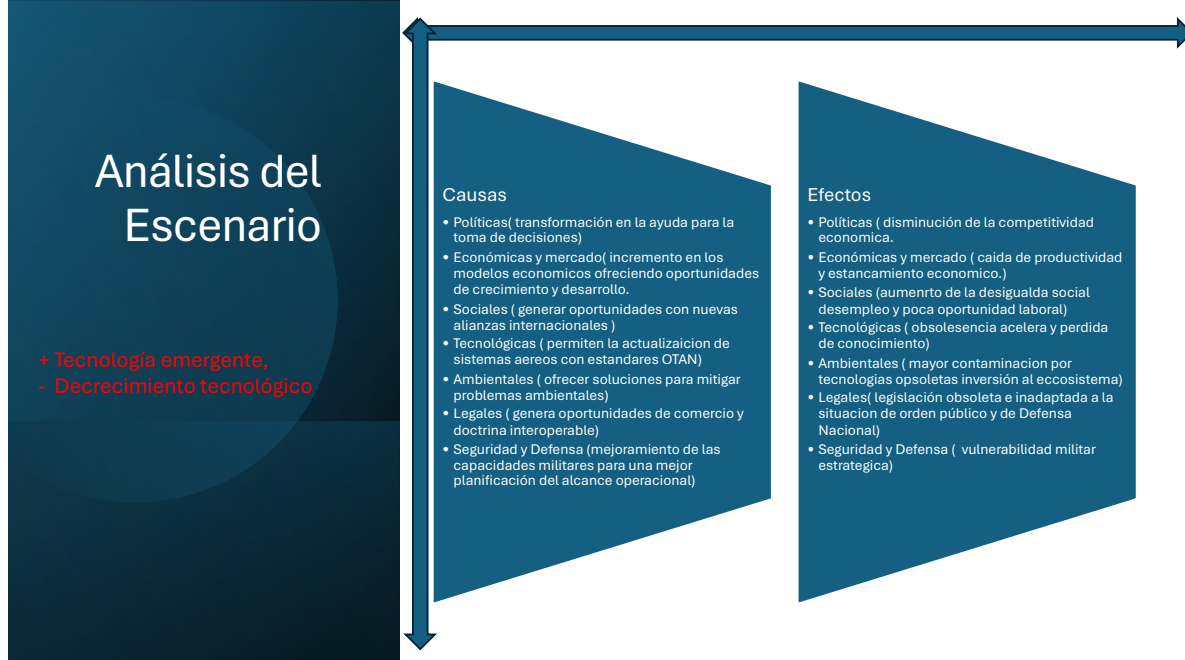 Análisis del
Escenario
+ Tecnología emergente,
- Decrecimiento tecnológico
Causas
• Políticas( transformación en la ayuda para la
toma de decisiones)
• Económicas y mercado( incremento en los
modelos economicos ofreciendo oportunidades
de crecimiento y desarrollo.
• Sociales ( generar oportunidades con nuevas
alianzas internacionales )
• Tecnológicas ( permiten la actualizaicion de
sistemas aereos con estandares OTAN)
• Ambientales ( ofrecer soluciones para mitigar
problemas ambientales)
• Legales ( genera oportunidades de comercio y
doctrina interoperable)
• Seguridad y Defensa (mejoramiento de las
capacidades militares para una mejor
planificación del alcance operacional)
Efectos
• Políticas ( disminución de la competitividad
economica.
• Económicas y mercado ( caida de productividad
y estancamiento economico.)
• Sociales (aumenrto de la desigualda social
desempleo y poca oportunidad laboral)
• Tecnológicas ( obsolesencia acelera y perdida
de conocimiento)
• Ambientales ( mayor contaminacion por
tecnologias opsoletas inversión al eccosistema)
• Legales( legislación obsoleta e inadaptada a la
situacion de orden público y de Defensa
Nacional)
• Seguridad y Defensa (  vulnerabilidad militar
estrategica)